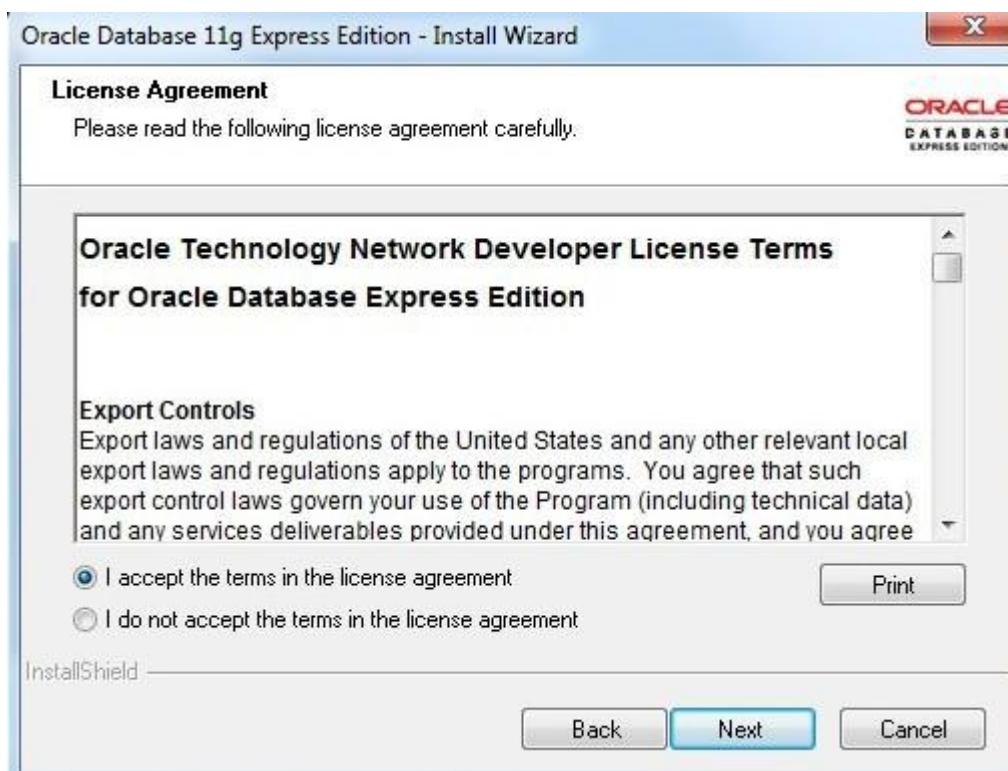 Oracle Database 11g Express Edition - Install Wizard
License Agreement
Please read the following license agreement carefully.
ORACLE
DATABASE
EXPRESS EDITION
Oracle Technology Network Developer License Terms
for Oracle Database Express Edition
Export Controls
Export laws and regulations of the United States and any other relevant local
export laws and regulations apply to the programs.  You agree that such
export control laws govern your use of the Program (including technical data)
and any services deliverables provided under this agreement, and you agree
I accept the terms in the license agreement
Print
I do not accept the terms in the license agreement
InstallShield
Back
Next
Cancel